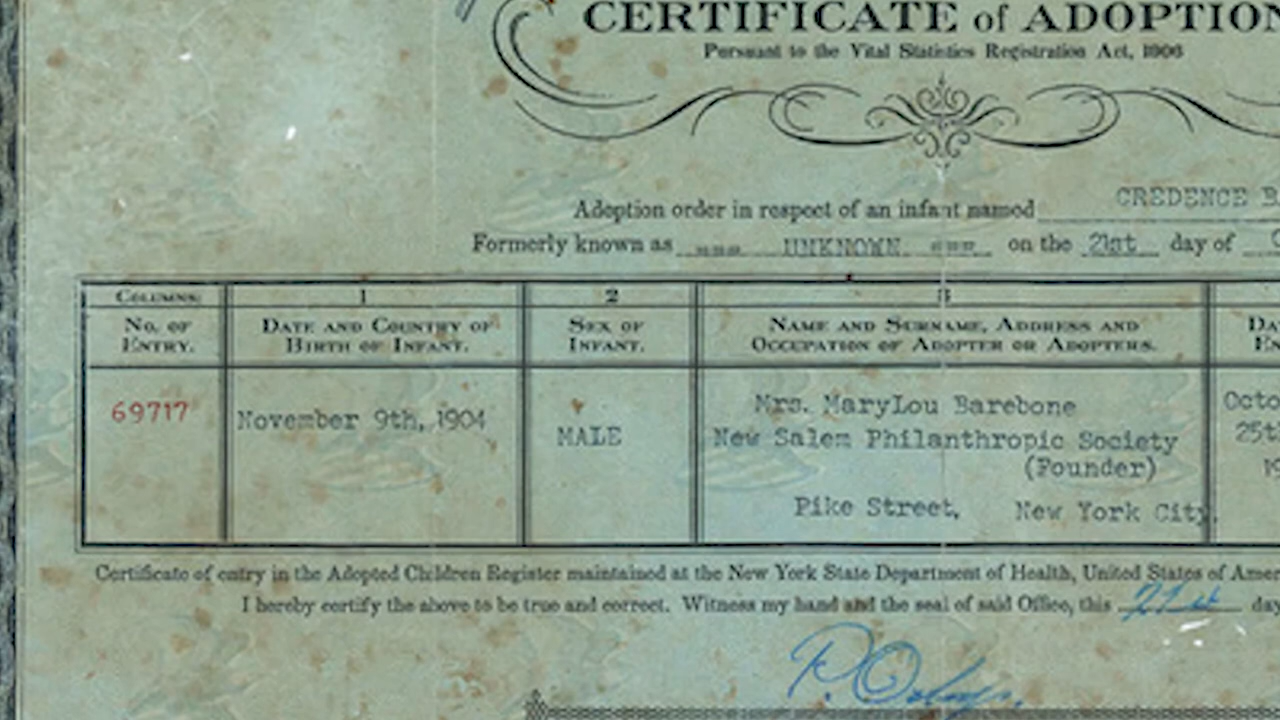 CERTIFICATE of ADOPTION
Pursuant to the Vital Statistics Registration Act, 1906
Adoption order in respect of an infant named CREDENCE B
Formerly known as === UNKNOWN === on the 21st day of
COLUMNS: 1 2 3
NO. OF ENTRY. DATE AND COUNTRY OF BIRTH OF INFANT. SEX OF INFANT. NAME AND SURNAME, ADDRESS AND OCCUPATION OF ADOPTER OR ADOPTERS. DA EN
69717
November 9th, 1904
MALE
Mrs. MaryLou Barebone
New Salem Philanthropic Society
(Founder)
Pike Street, New York City.
Octo
25t
19
Certificate of entry in the Adopted Children Register maintained at the New York State Department of Health, United States of Amer
I hereby certify the above to be true and correct. Witness my hand and the seal of said Office, this 21st day